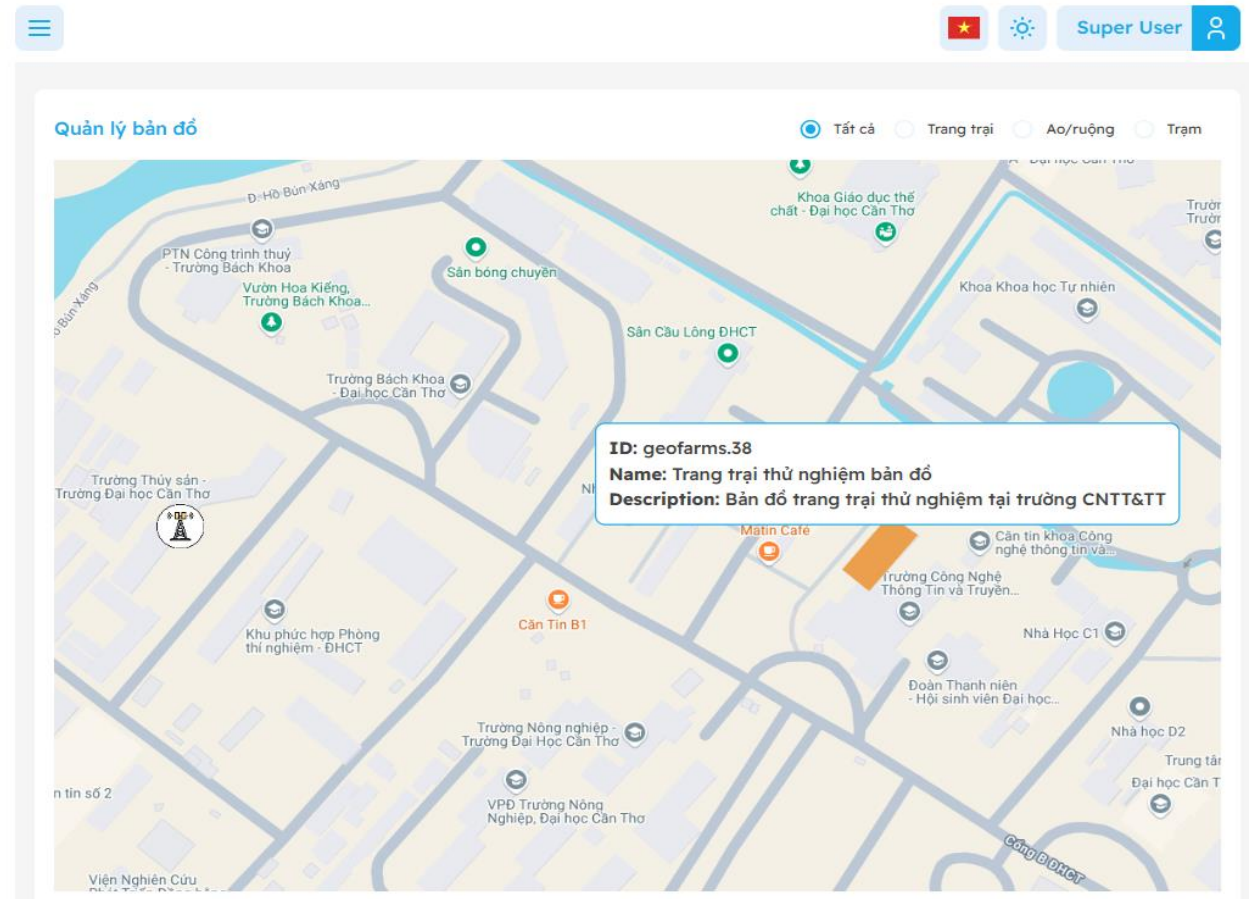 Super User
Quản lý bản đồ
Tất cả
Trang trại
Ao/ruộng
Trạm
Đ. Hồ Bún Xáng
Khoa Giáo dục thể
chất - Đại học Cần Thơ
PTN Công trình thuỷ
- Trường Bách Khoa
Sân bóng chuyền
Vườn Hoa Kiểng,
Trường Bách Khoa...
Khoa Khoa học Tự nhiên
Sân Cầu Lông ĐHCT
Trường Bách Khoa
- Đại học Cần Thơ
ID: geofarms.38
Name: Trang trại thử nghiệm bản đồ
Description: Bản đồ trang trại thử nghiệm tại trường CNTT&TT
Trường Thủy sản -
Trường Đại học Cần Thơ
Matin Café
Căn tin khoa Công
nghệ thông tin và...
Trường Công Nghệ
Thông Tin và Truyền...
Căn Tin B1
Khu phức hợp Phòng
thí nghiệm - ĐHCT
Nhà Học C1
Đoàn Thanh niên
- Hội sinh viên Đại học...
Trường Nông nghiệp -
Trường Đại Học Cần Thơ
Nhà học D2
Trung tâ
Đại học Cần T
n tin số 2
VPĐ Trường Nông
Nghiệp, Đại học Cần Thơ
Cổng B ĐHCT
Viện Nghiên Cứu